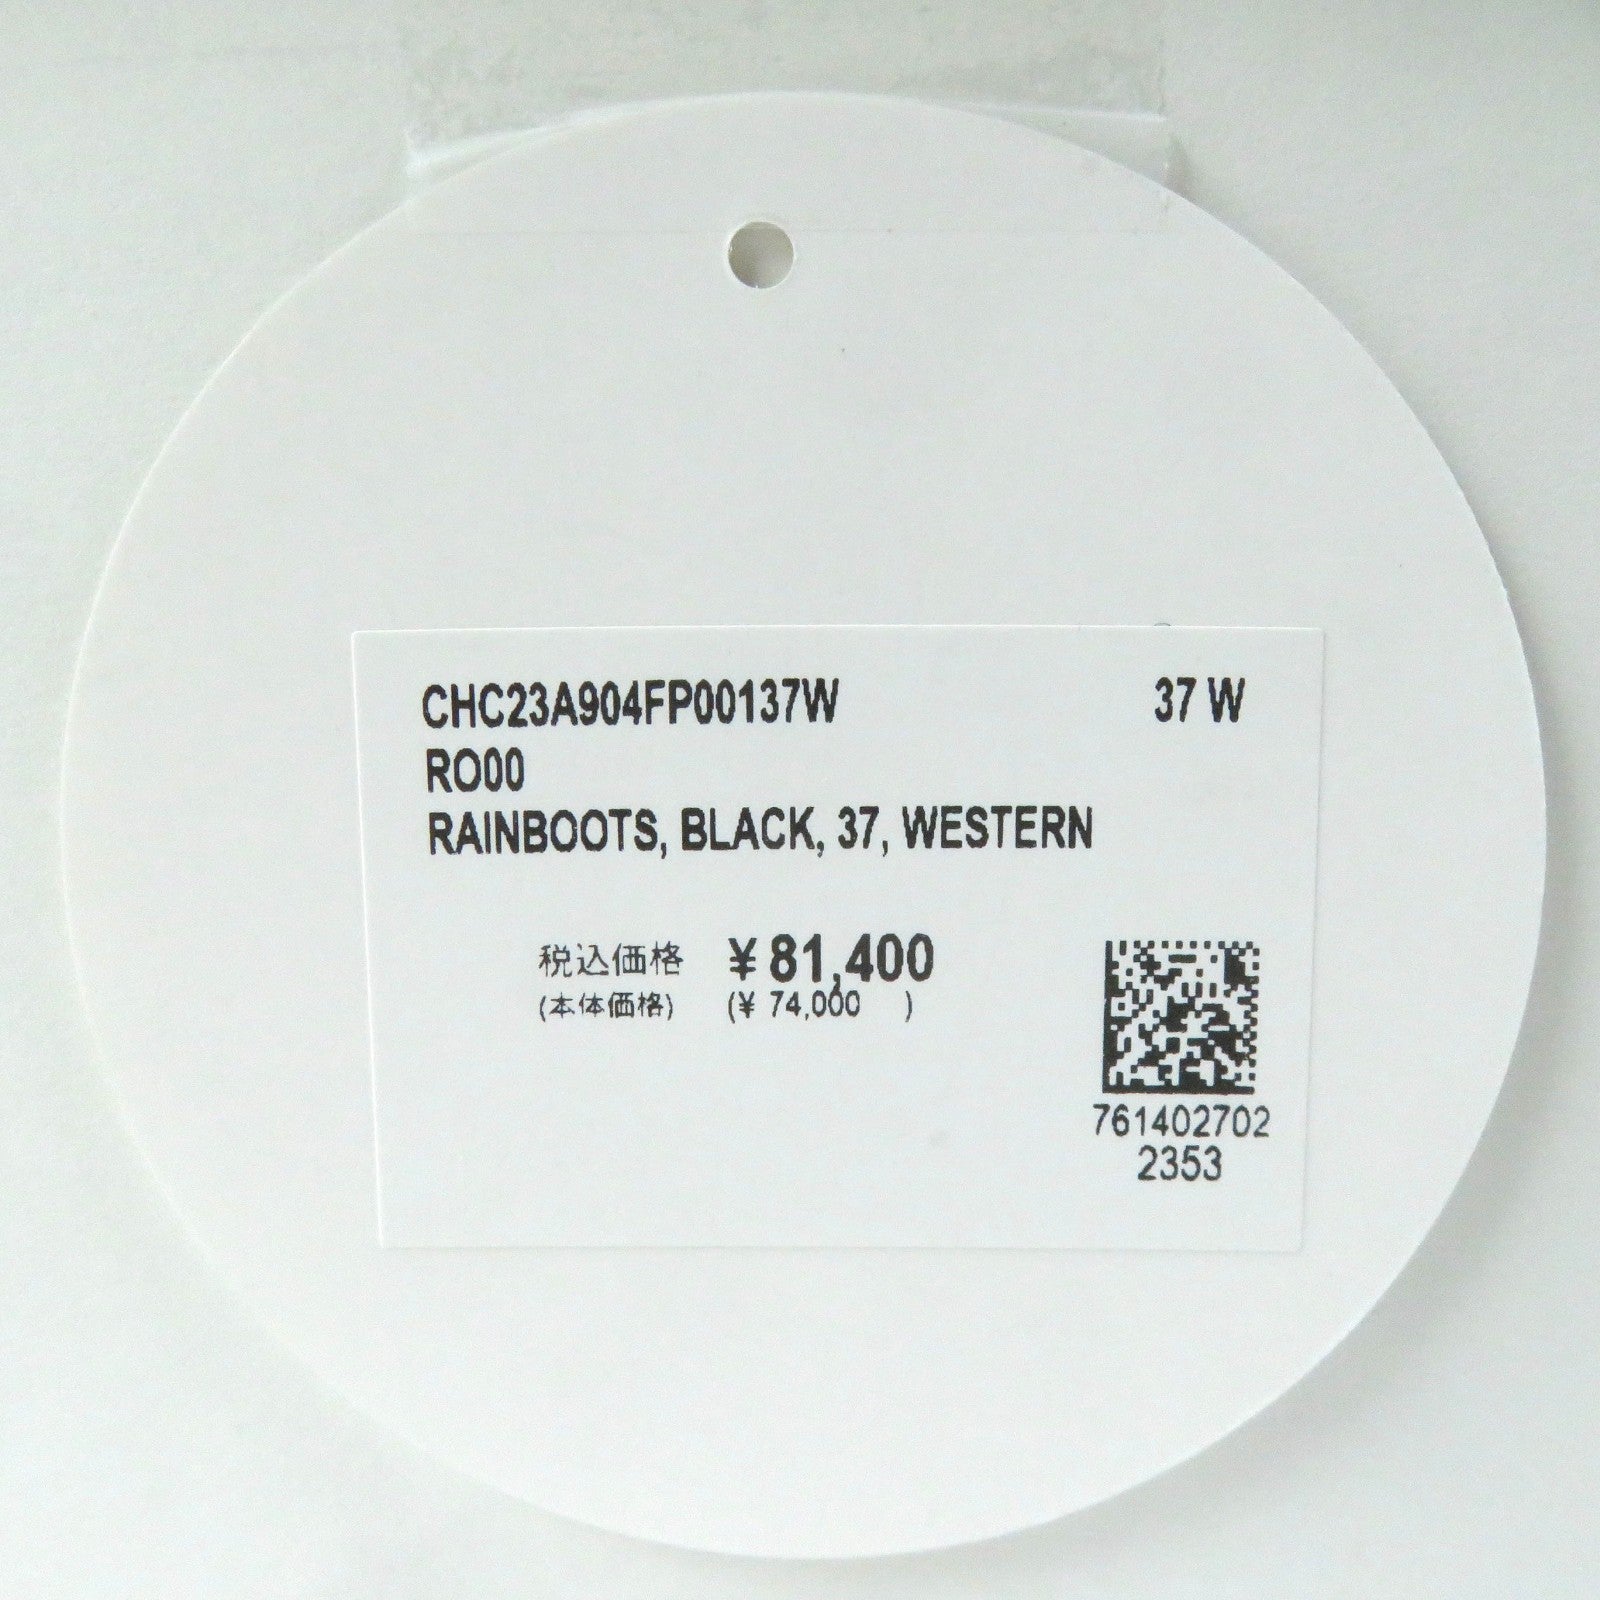 CHC23A904FP00137W 37 W
RO00
RAINBOOTS, BLACK, 37, WESTERN
税込価格 ¥81,400
(本体価格) (¥ 74,000 )
761402702
2353